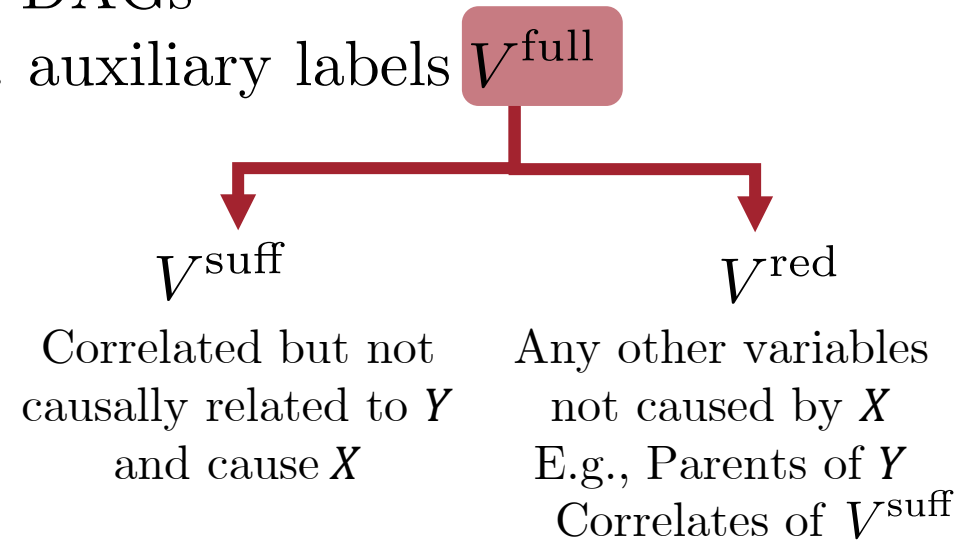 DAGs
auxiliary labels V^full
V^suff
Correlated but not
causally related to Y
and cause X
V^red
Any other variables
not caused by X
E.g., Parents of Y
Correlates of V^suff